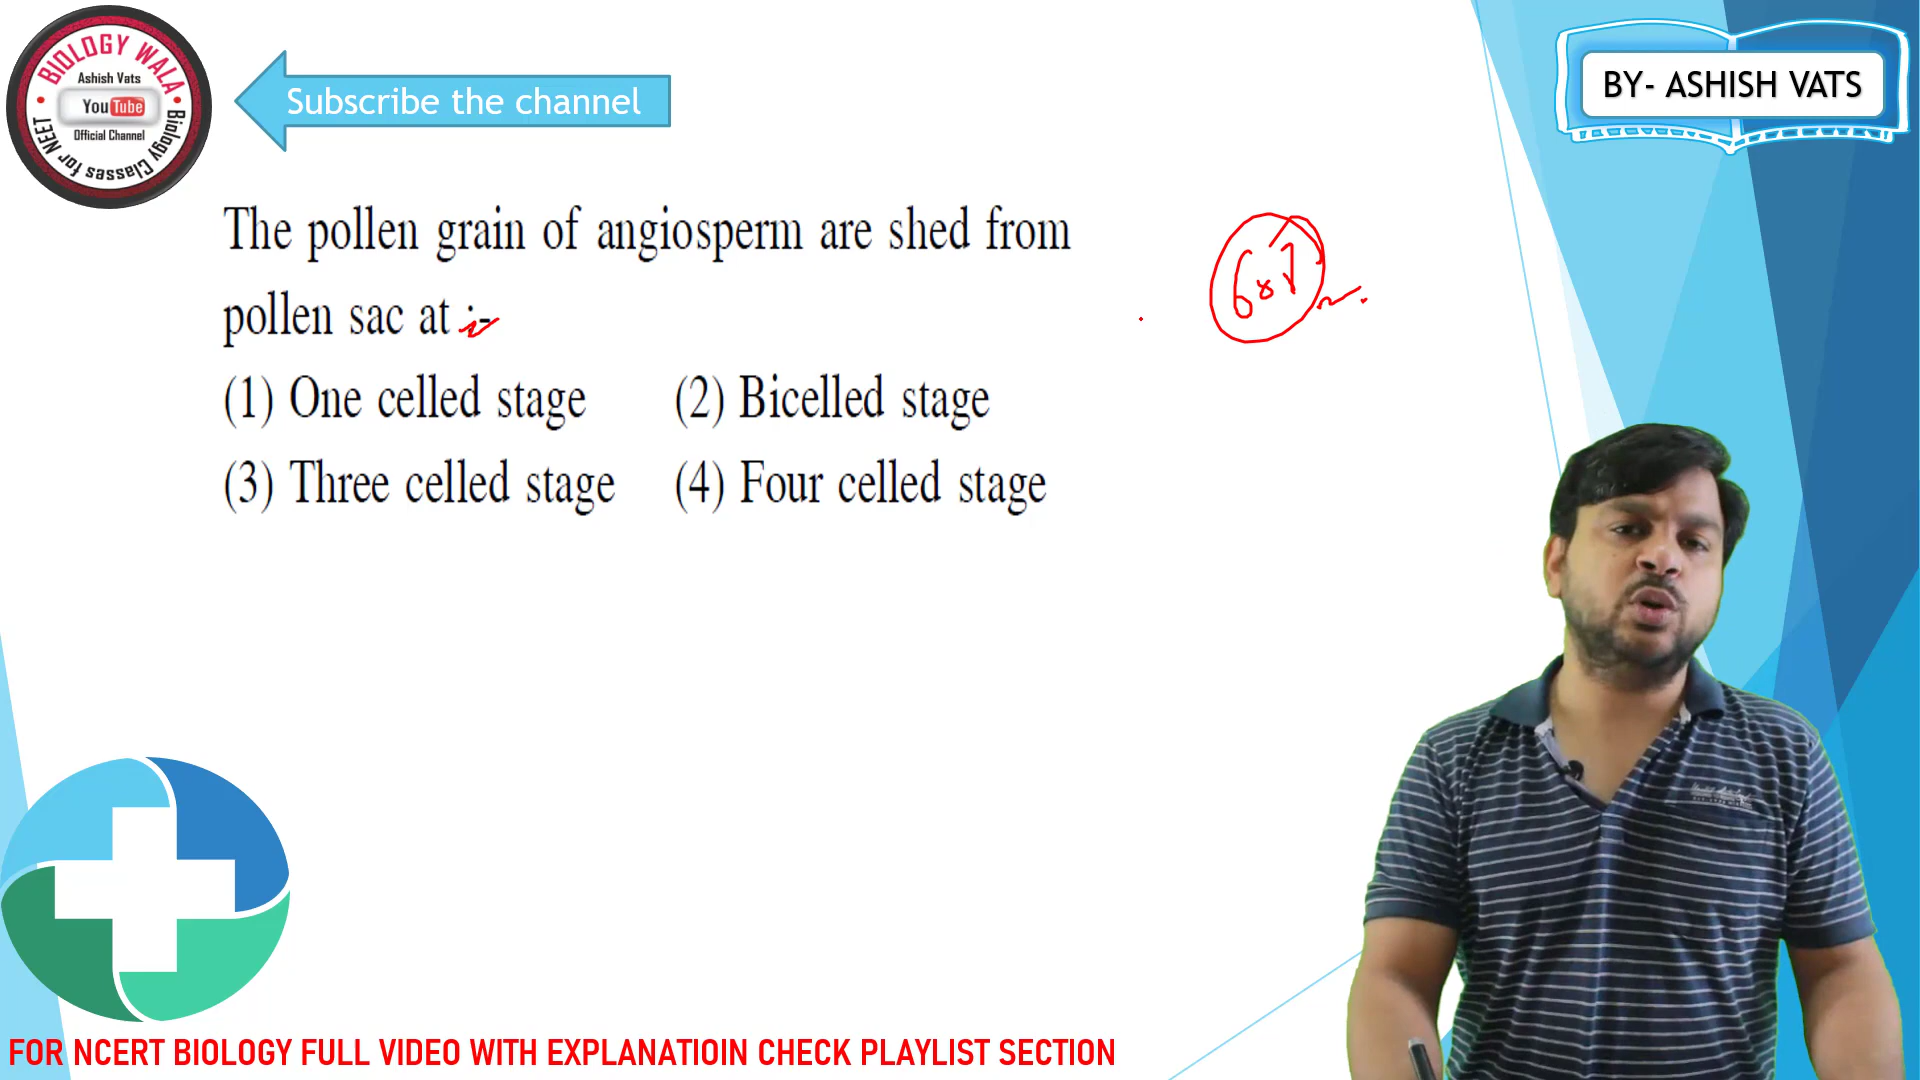 BIOLOGY WALA
Ashish Vats
YouTube
Official Channel
Biology Classes for NEET
Subscribe the channel
BY- ASHISH VATS
The pollen grain of angiosperm are shed from
pollen sac at :-
(1) One celled stage (2) Bicelled stage
(3) Three celled stage (4) Four celled stage
FOR NCERT BIOLOGY FULL VIDEO WITH EXPLANATIOIN CHECK PLAYLIST SECTION